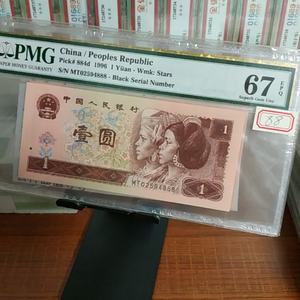 PMG
PAPER MONEY GUARANTY
China / Peoples Republic
Pick# 884d 1996 1 Yüan - Wmk: Stars
S/N MT02594888 - Black Serial Number
67 EPQ
Superb Gem Unc
88
中国人民银行
壹圆
1
1
MT02594888